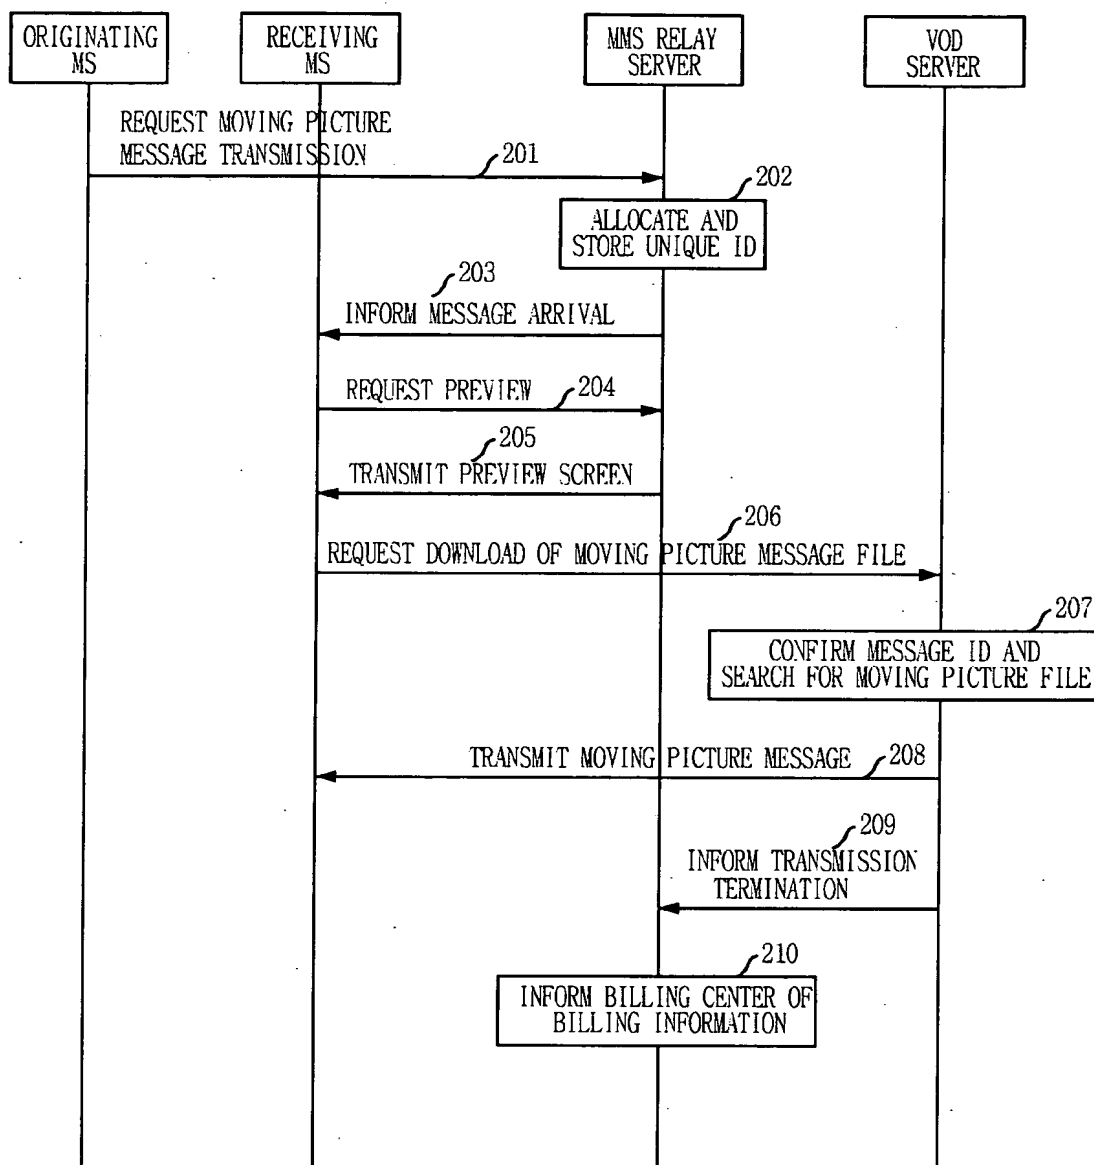 ORIGINATING
MS
RECEIVING
MS
MMS RELAY
SERVER
VOD
SERVER
REQUEST MOVING PICTURE
MESSAGE TRANSMISSION
201
202
ALLOCATE AND
STORE UNIQUE ID
203
INFORM MESSAGE ARRIVAL
REQUEST PREVIEW
204
205
TRANSMIT PREVIEW SCREEN
206
REQUEST DOWNLOAD OF MOVING PICTURE MESSAGE FILE
207
CONFIRM MESSAGE ID AND
SEARCH FOR MOVING PICTURE FILE
TRANSMIT MOVING PICTURE MESSAGE
208
209
INFORM TRANSMISSION
TERMINATION
210
INFORM BILLING CENTER OF
BILLING INFORMATION